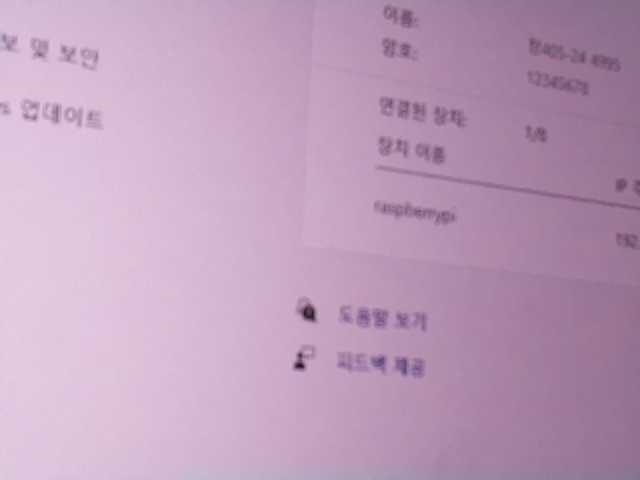 이름:
암호:
보 및 보안
12345678
연결된 장치:
1/8
업데이트
장치 이름
raspberrypi
192.
도움말 보기
피드백 제공